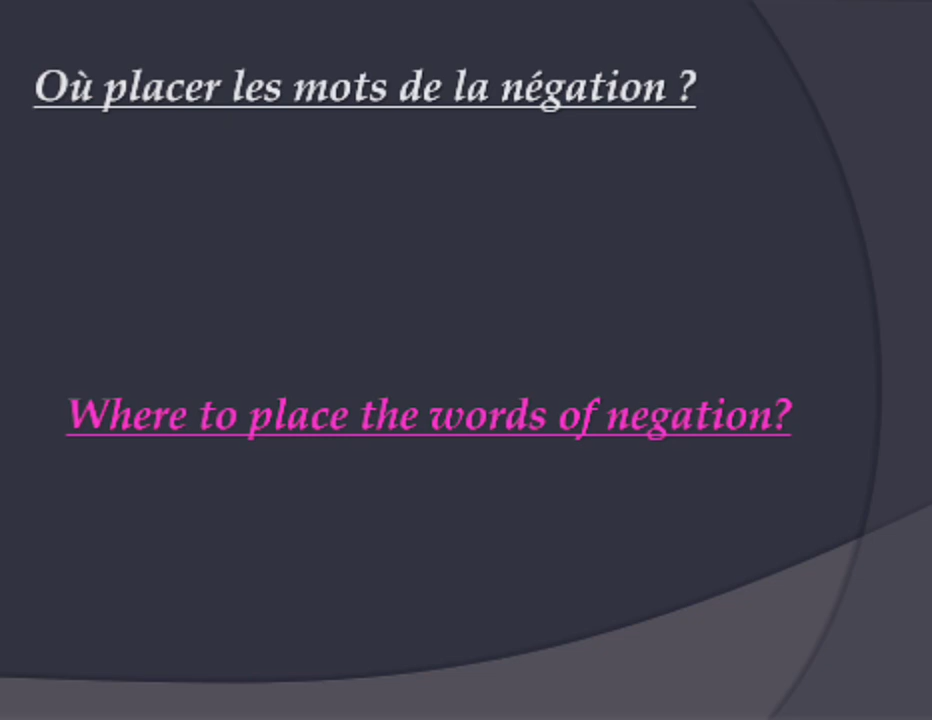 Où placer les mots de la négation ?
Where to place the words of negation?